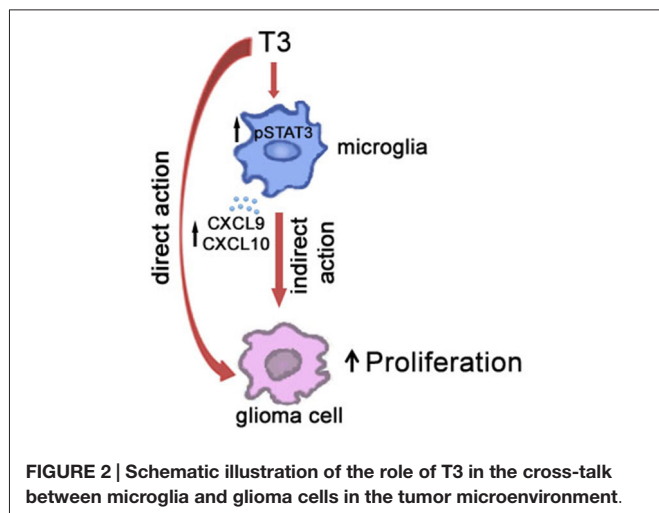 T3
↑ pSTAT3
microglia
↑ CXCL9
CXCL10
direct action
indirect
action
↑ Proliferation
glioma cell
FIGURE 2 | Schematic illustration of the role of T3 in the cross-talk
between microglia and glioma cells in the tumor microenvironment.